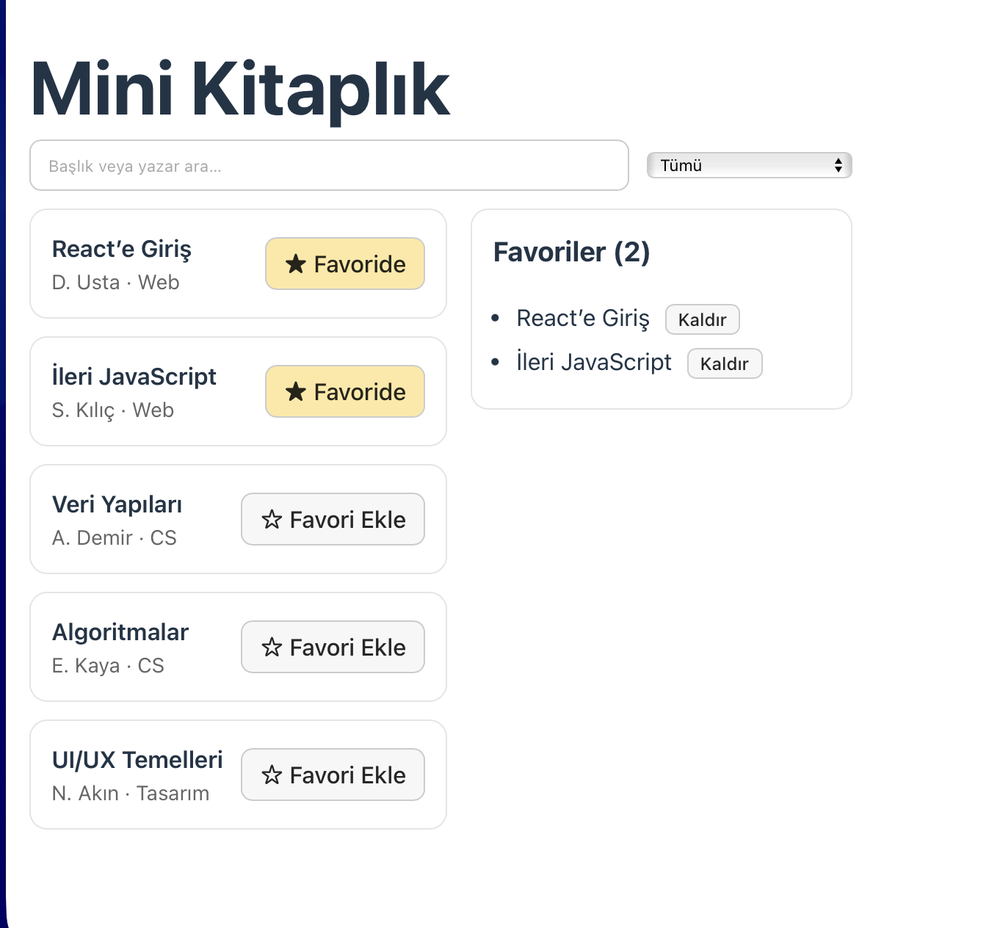 Mini Kitaplık
Başlık veya yazar ara...
Tümü
React’e Giriş
D. Usta · Web
★ Favoride
İleri JavaScript
S. Kılıç · Web
★ Favoride
Veri Yapıları
A. Demir · CS
☆ Favori Ekle
Algoritmalar
E. Kaya · CS
☆ Favori Ekle
UI/UX Temelleri
N. Akın · Tasarım
☆ Favori Ekle
Favoriler (2)
• React’e Giriş Kaldır
• İleri JavaScript Kaldır